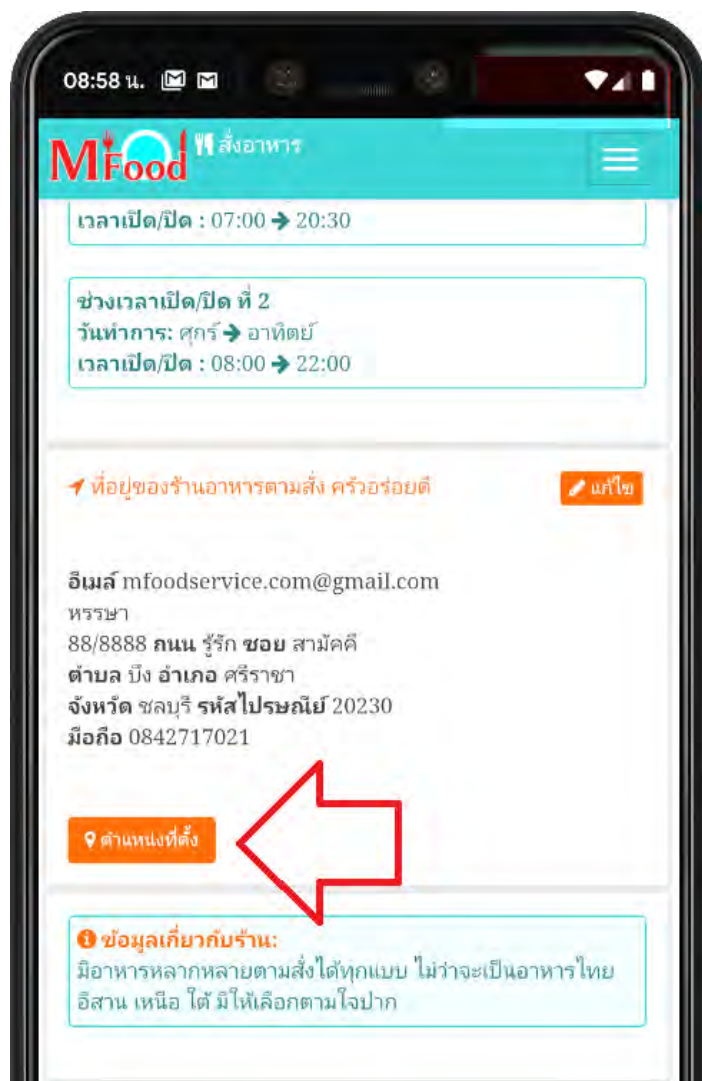 08:58 น.
MFood สั่งอาหาร
เวลาเปิด/ปิด : 07:00 → 20:30
ช่วงเวลาเปิด/ปิด ที่ 2
วันทำการ: ศุกร์ → อาทิตย์
เวลาเปิด/ปิด : 08:00 → 22:00
ที่อยู่ของร้านอาหารตามสั่ง ครัวอร่อยดี
แก้ไข
อีเมล์ mfoodservice.com@gmail.com
หรรษา
88/8888 ถนน รู้รัก ซอย สามัคคี
ตำบล บึง อำเภอ ศรีราชา
จังหวัด ชลบุรี รหัสไปรษณีย์ 20230
มือถือ 0842717021
ตำแหน่งที่ตั้ง
ข้อมูลเกี่ยวกับร้าน:
มีอาหารหลากหลายตามสั่งได้ทุกแบบ ไม่ว่าจะเป็นอาหารไทย
อีสาน เหนือ ใต้ มีให้เลือกตามใจปาก